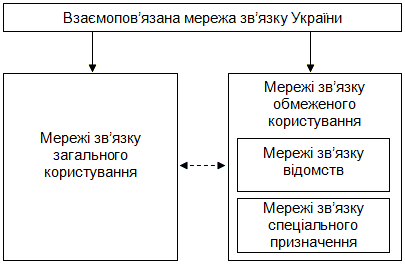 Взаємопов'язана мережа зв'язку України
Мережі зв'язку
загального
користування
Мережі зв'язку
обмеженого
користування
Мережі зв'язку
відомств
Мережі зв'язку
спеціального
призначення